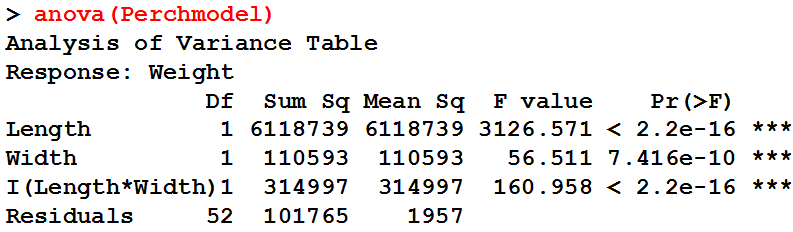 > anova(Perchmodel)
Analysis of Variance Table
Response: Weight
Df Sum Sq Mean Sq F value Pr(>F)
Length 1 6118739 6118739 3126.571 < 2.2e-16 ***
Width 1 110593 110593 56.511 7.416e-10 ***
I(Length*Width)1 314997 314997 160.958 < 2.2e-16 ***
Residuals 52 101765 1957